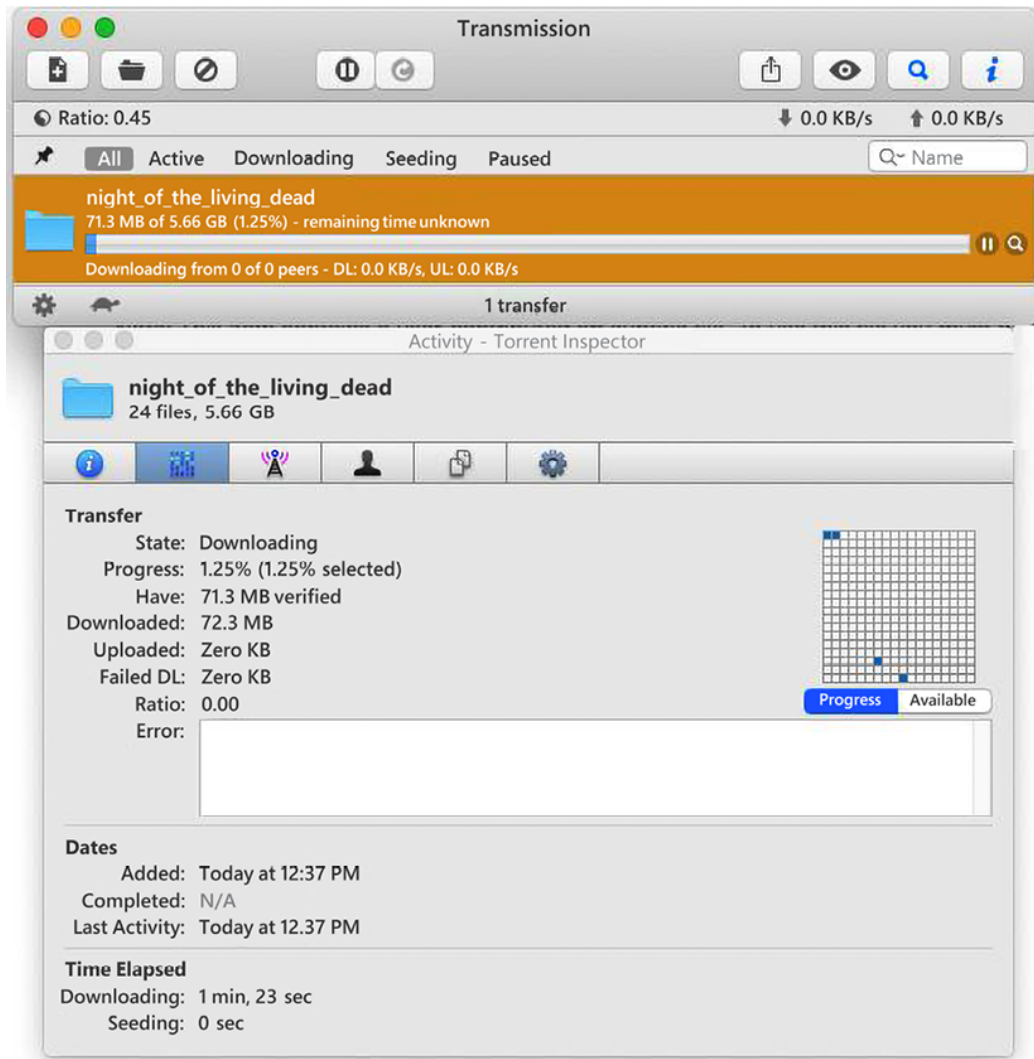 Transmission
Ratio: 0.45
0.0 KB/s
0.0 KB/s
All Active Downloading Seeding Paused
Name
night_of_the_living_dead
71.3 MB of 5.66 GB (1.25%) - remaining time unknown
Downloading from 0 of 0 peers - DL: 0.0 KB/s, UL: 0.0 KB/s
1 transfer
Activity - Torrent Inspector
night_of_the_living_dead
24 files, 5.66 GB
Transfer
State: Downloading
Progress: 1.25% (1.25% selected)
Have: 71.3 MB verified
Downloaded: 72.3 MB
Uploaded: Zero KB
Failed DL: Zero KB
Ratio: 0.00
Progress Available
Error:
Dates
Added: Today at 12:37 PM
Completed: N/A
Last Activity: Today at 12.37 PM
Time Elapsed
Downloading: 1 min, 23 sec
Seeding: 0 sec